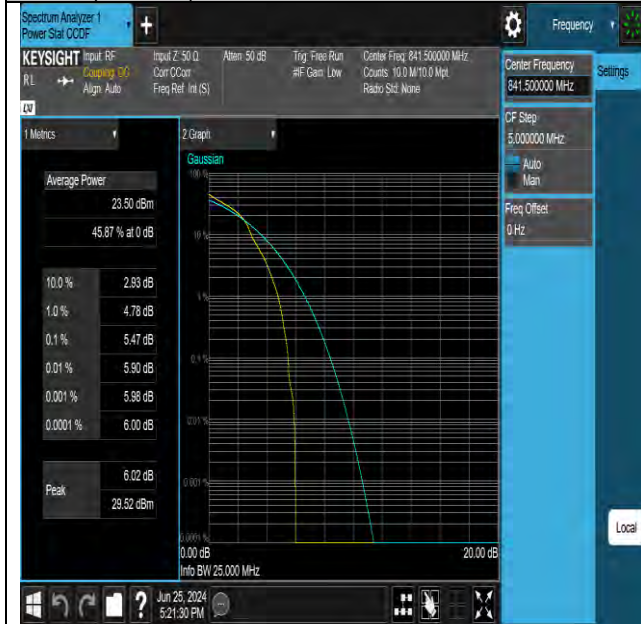 Spectrum Analyzer 1
Power Stat CCDF
+
Frequency
KEYSIGHT
Input: RF
Coupling: DC
Align: Auto
Input Z: 50 Ω
Corr CCorr
Freq Ref: Int (S)
Atten: 50 dB
Trig: Free Run
#IF Gain: Low
Center Freq: 841.500000 MHz
Counts: 10.0 M/10.0 Mpt
Radio Std: None
RL
LXI
Center Frequency
841.500000 MHz
Settings
CF Step
5.000000 MHz
Auto
Man
Freq Offset
0 Hz
1 Metrics
Average Power
23.50 dBm
45.87 % at 0 dB
10.0 % 2.93 dB
1.0 % 4.78 dB
0.1 % 5.47 dB
0.01 % 5.90 dB
0.001 % 5.98 dB
0.0001 % 6.00 dB
Peak
6.02 dB
29.52 dBm
2 Graph
Gaussian
100 %
10 %
1 %
0.1 %
0.01 %
0.001 %
0.0001 %
0.00 dB
20.00 dB
Info BW 25.000 MHz
Local
?
Jun 25, 2024
5:21:30 PM